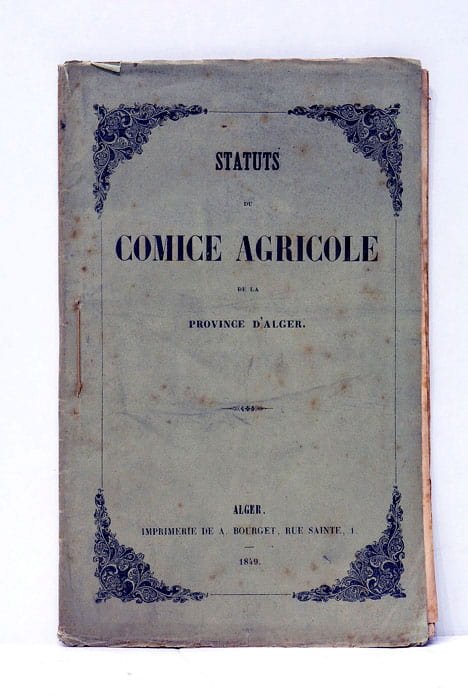 STATUTS
DU
COMICE AGRICOLE
DE LA
PROVINCE D'ALGER.
ALGER.
IMPRIMERIE DE A. BOURGET, RUE SAINTE, 1.
1849.